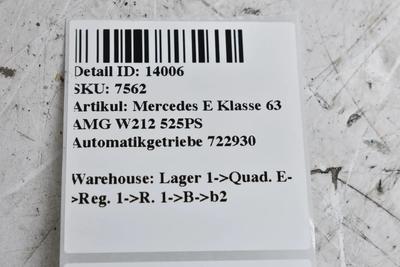 Detail ID: 14006
SKU: 7562
Artikul: Mercedes E Klasse 63
AMG W212 525PS
Automatikgetriebe 722930
Warehouse: Lager 1->Quad. E-
>Reg. 1->R. 1->B->b2